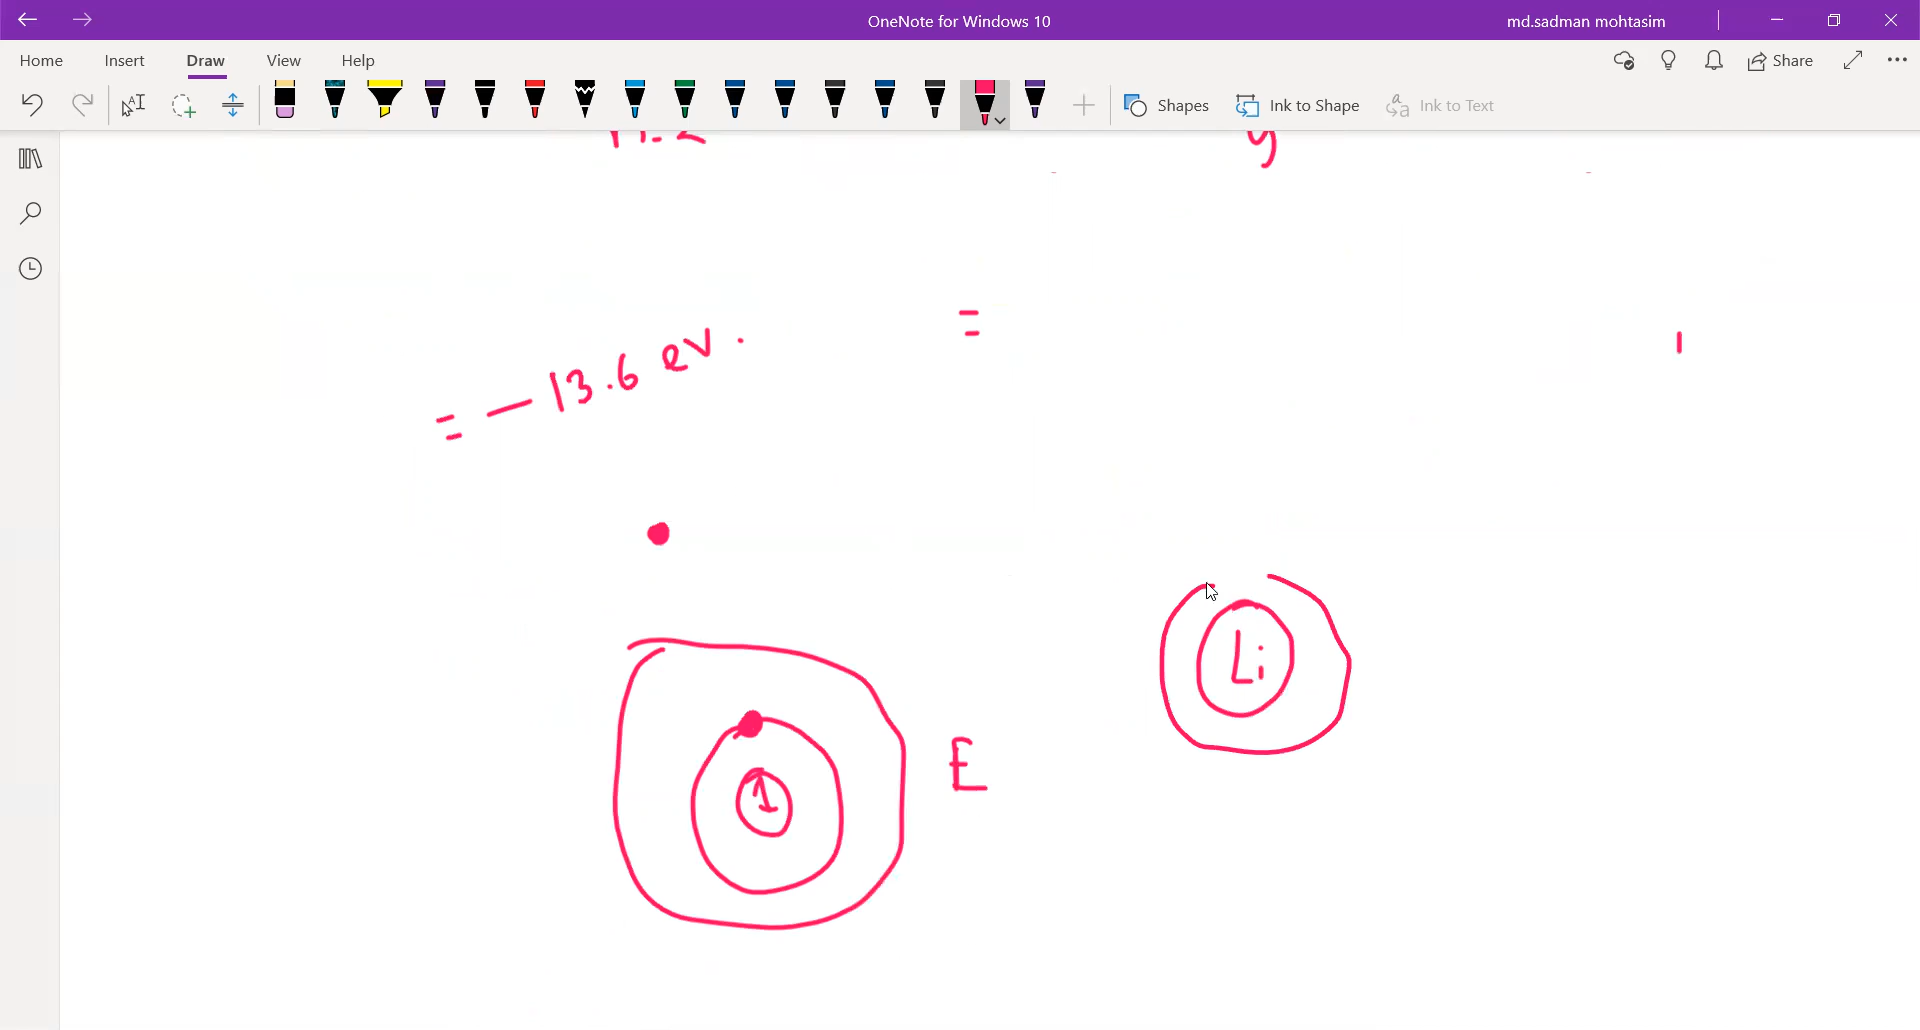 OneNote for Windows 10
md.sadman mohtasim
Home Insert Draw View Help
Share
Shapes
Ink to Shape
Ink to Text
=
= - 13.6 eV.
Li
1
E